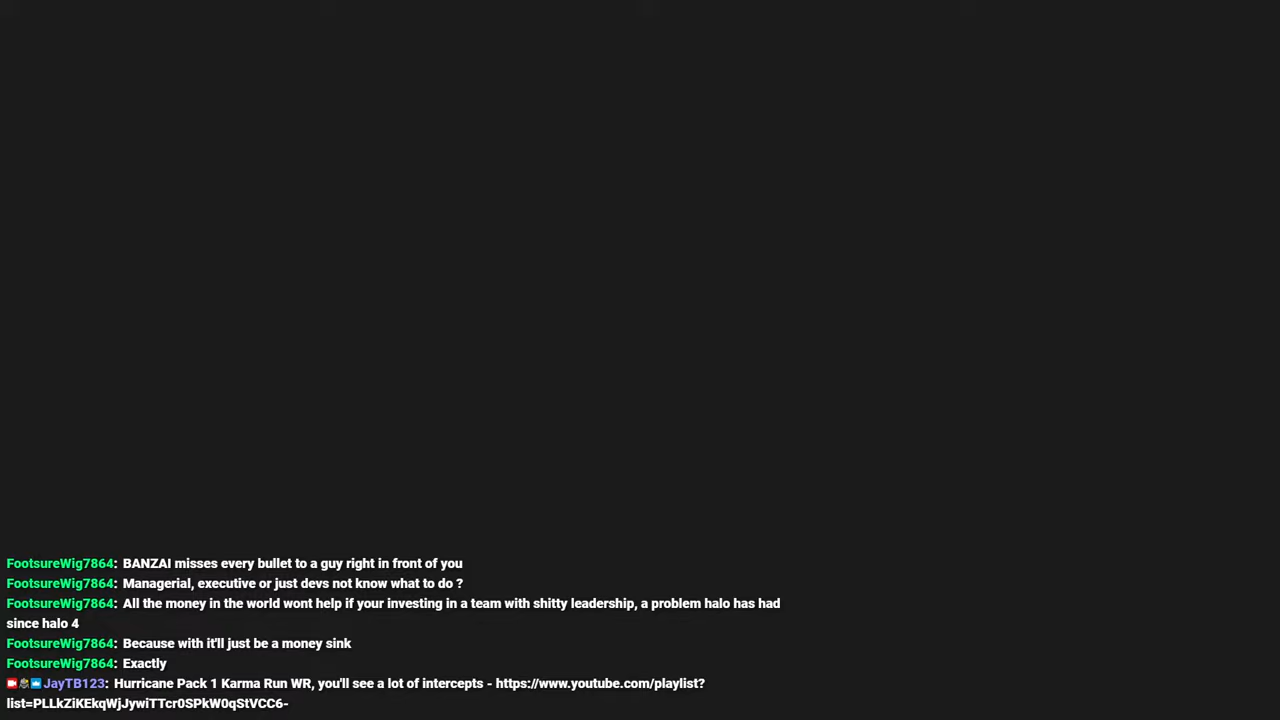 FootsureWig7864: BANZAI misses every bullet to a guy right in front of you
FootsureWig7864: Managerial, executive or just devs not know what to do ?
FootsureWig7864: All the money in the world wont help if your investing in a team with shitty leadership, a problem halo has had
since halo 4
FootsureWig7864: Because with it'll just be a money sink
FootsureWig7864: Exactly
JayTB123: Hurricane Pack 1 Karma Run WR, you'll see a lot of intercepts - https://www.youtube.com/playlist?
list=PLLkZiKEkqWjJywiTTcr0SPkW0qStVCC6-